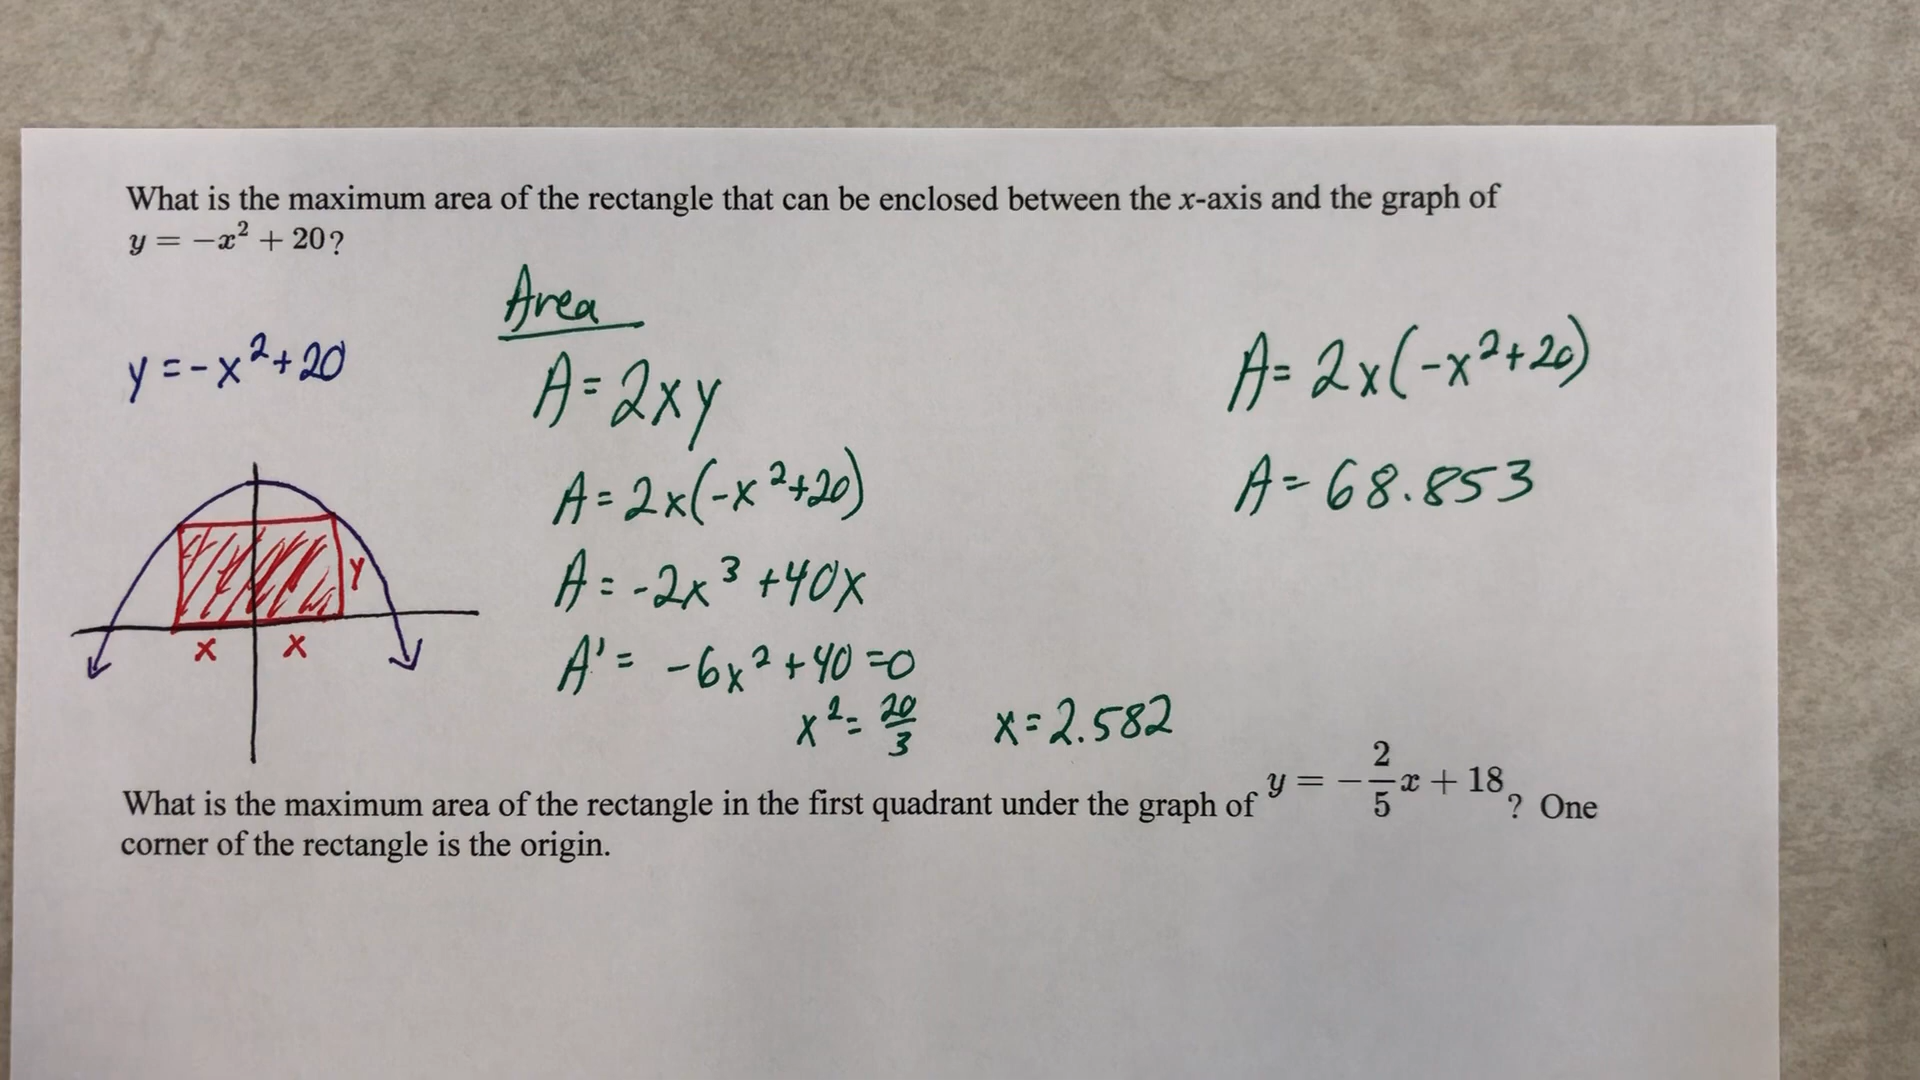 What is the maximum area of the rectangle that can be enclosed between the x-axis and the graph of
y = −x² + 20?
y = -x² + 20
x x
y
Area
A = 2xy
A = 2x(-x² + 20)
A = -2x³ + 40x
A' = -6x² + 40 = 0
x² = 20/3 x = 2.582
A = 2x(-x² + 20)
A = 68.853
What is the maximum area of the rectangle in the first quadrant under the graph of y = −2/5x + 18? One
corner of the rectangle is the origin.